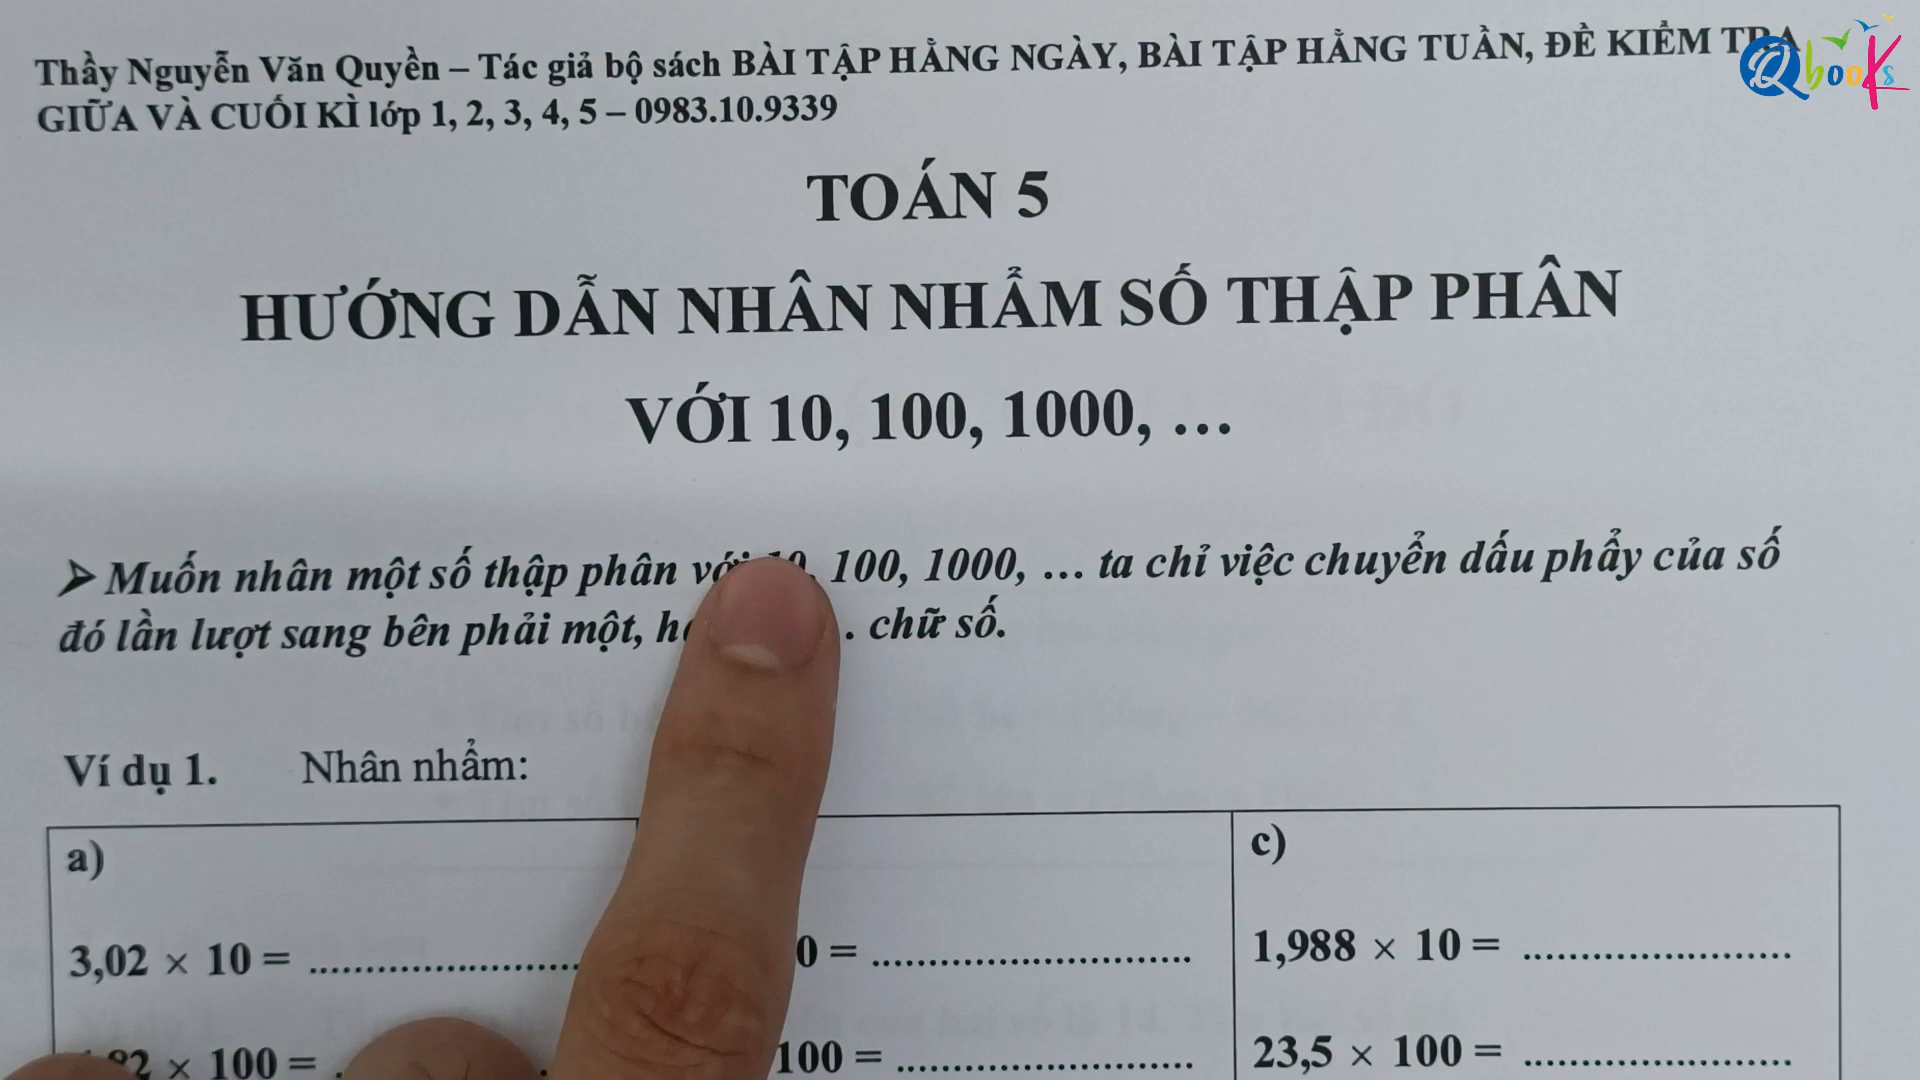 Thầy Nguyễn Văn Quyền – Tác giả bộ sách BÀI TẬP HẰNG NGÀY, BÀI TẬP HẰNG TUẦN, ĐỀ KIỂM TRA
Qbooks
GIỮA VÀ CUỐI KÌ lớp 1, 2, 3, 4, 5 – 0983.10.9339
TOÁN 5
HƯỚNG DẪN NHÂN NHẨM SỐ THẬP PHÂN
VỚI 10, 100, 1000, ...
➢ Muốn nhân một số thập phân với 10, 100, 1000, ... ta chỉ việc chuyển dấu phẩy của số
đó lần lượt sang bên phải một, . chữ số.
Ví dụ 1. Nhân nhẩm:
a) c)
3,02 × 10 = ........................ 0 = ............................ 1,988 × 10 = ........................
× 100 = . 100 = .......................... 23,5 × 100 = ........................